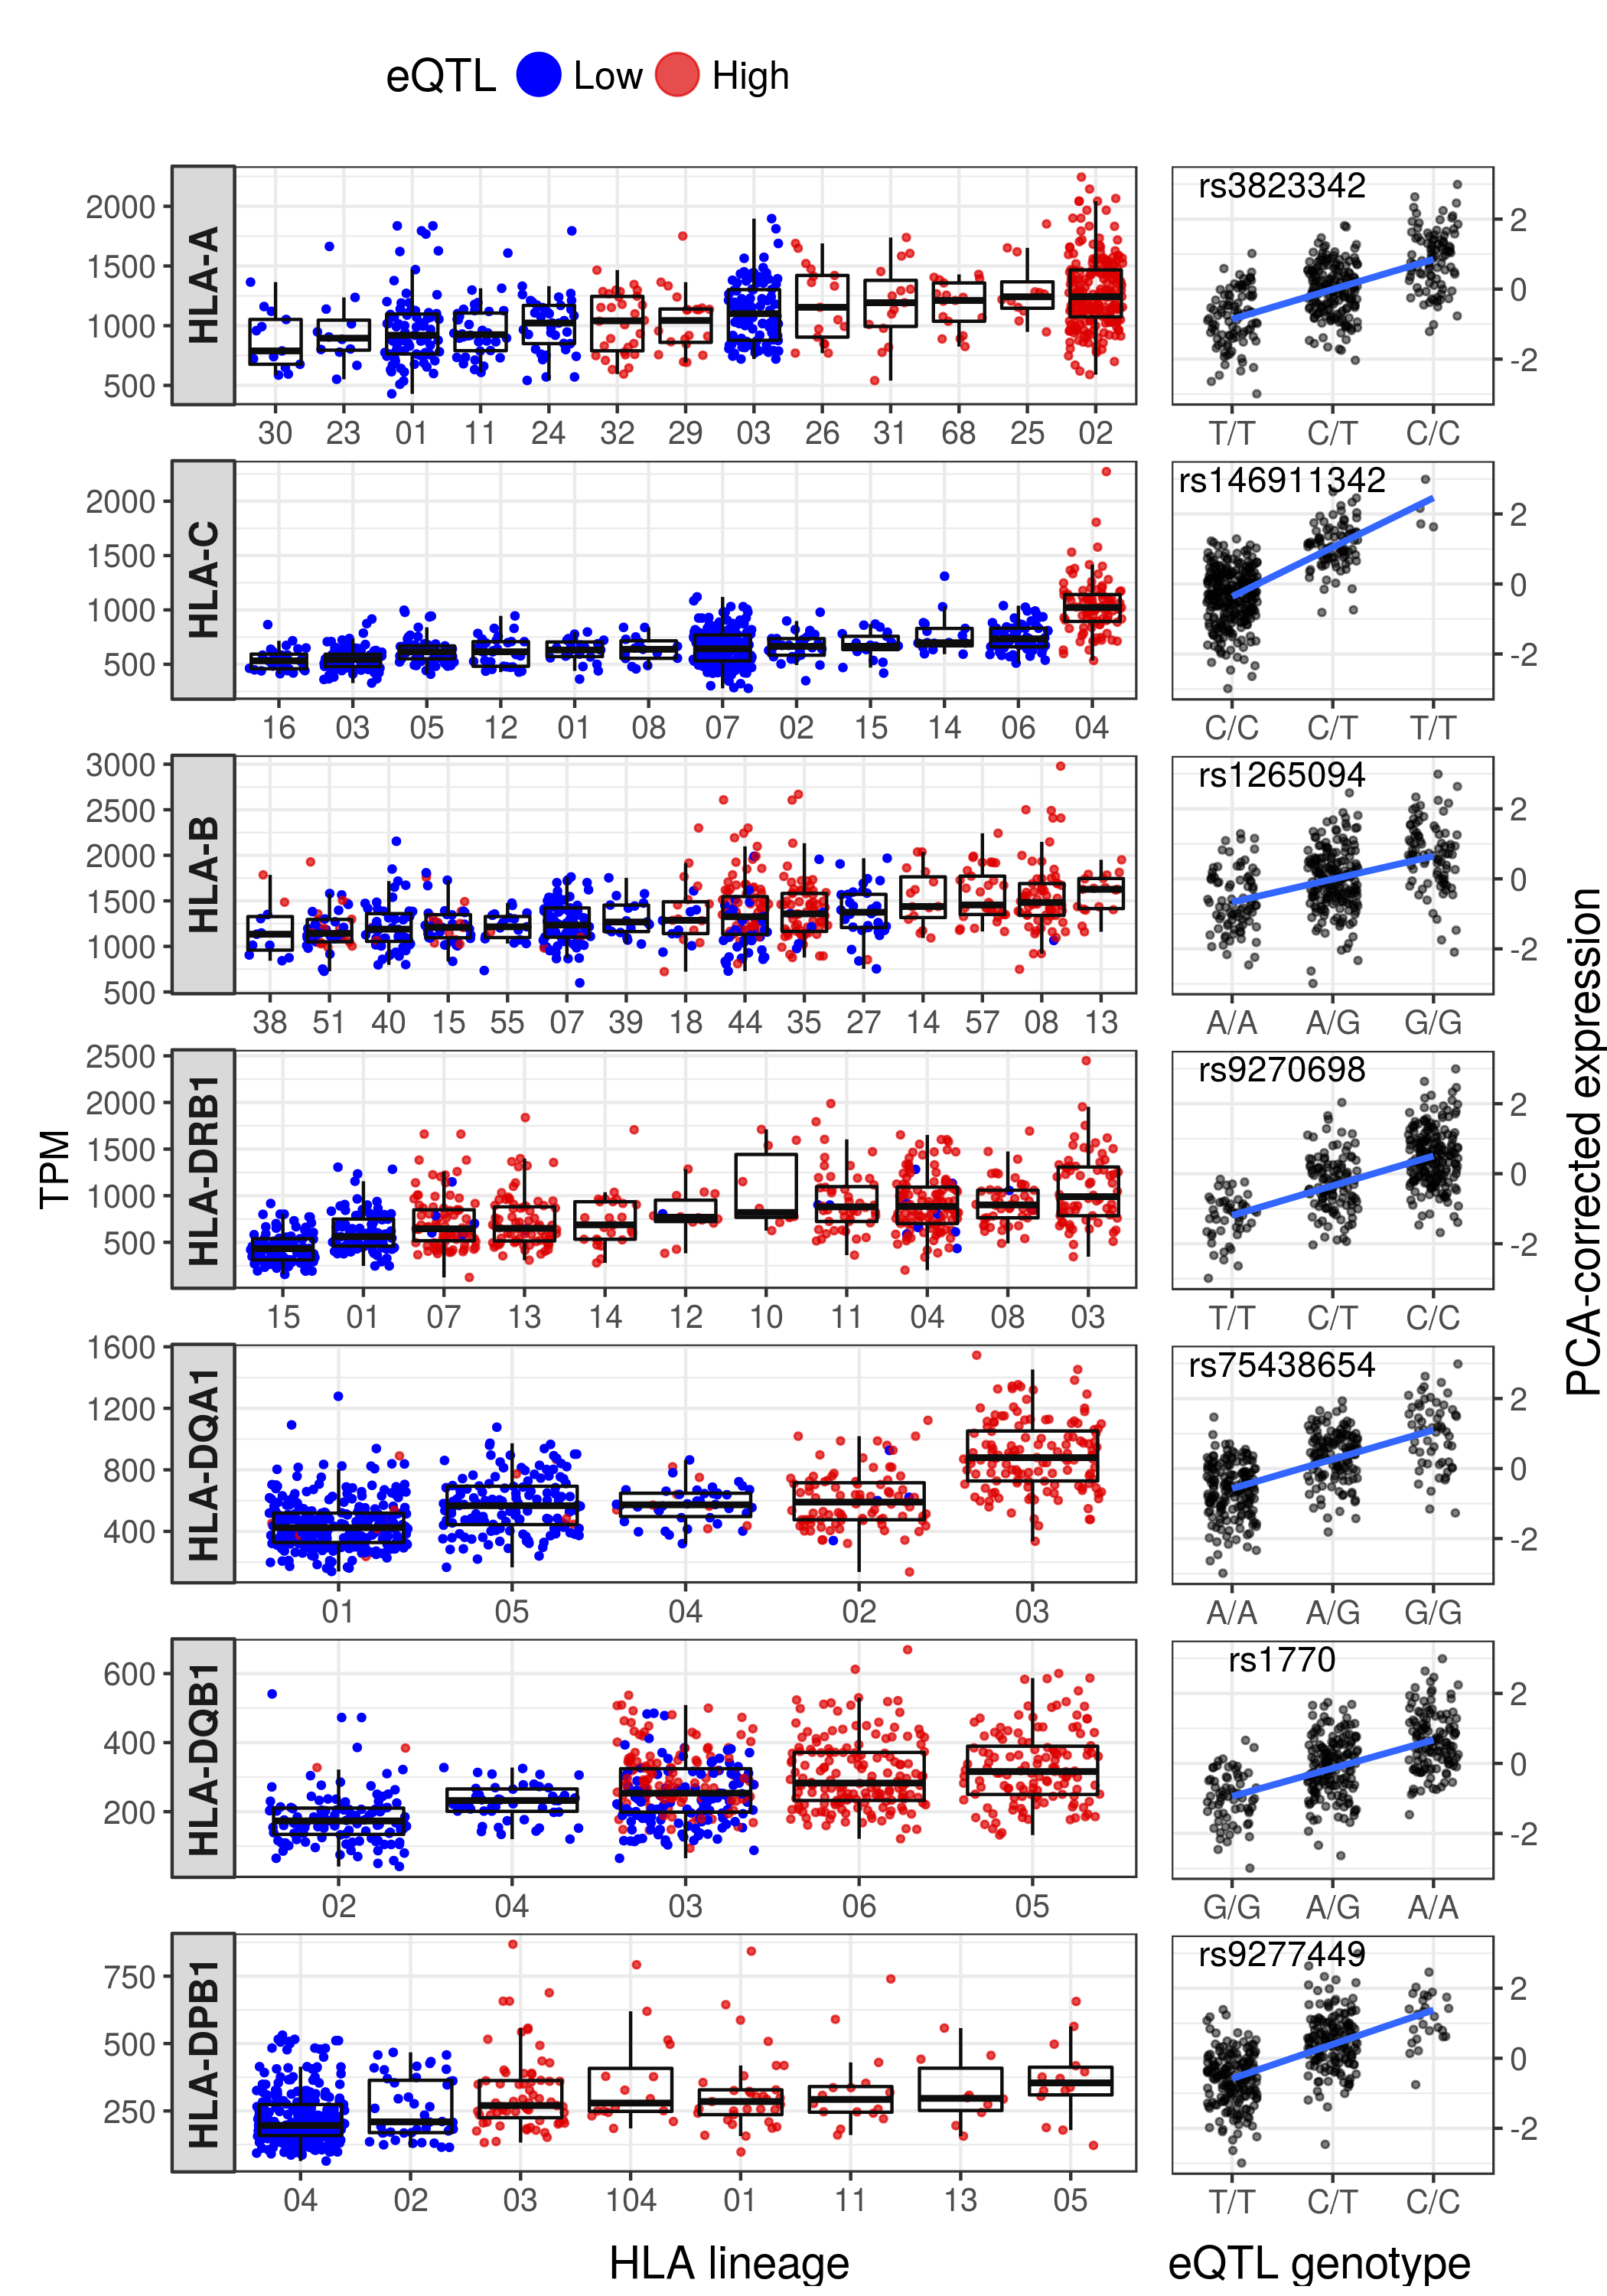 eQTL Low High
HLA-A
2000
1500
1000
500
30 23 01 11 24 32 29 03 26 31 68 25 02
rs3823342
2
0
-2
T/T C/T C/C
HLA-C
2000
1500
1000
500
16 03 05 12 01 08 07 02 15 14 06 04
rs146911342
2
0
-2
C/C C/T T/T
HLA-B
3000
2500
2000
1500
1000
500
38 51 40 15 55 07 39 18 44 35 27 14 57 08 13
rs1265094
2
0
-2
A/A A/G G/G
HLA-DRB1
2500
2000
1500
1000
500
15 01 07 13 14 12 10 11 04 08 03
rs9270698
2
0
-2
T/T C/T C/C
HLA-DQA1
1600
1200
800
400
01 05 04 02 03
rs75438654
2
0
-2
A/A A/G G/G
HLA-DQB1
600
400
200
02 04 03 06 05
rs1770
2
0
-2
G/G A/G A/A
HLA-DPB1
750
500
250
04 02 03 104 01 11 13 05
rs9277449
2
0
-2
T/T C/T C/C
TPM
PCA-corrected expression
HLA lineage
eQTL genotype